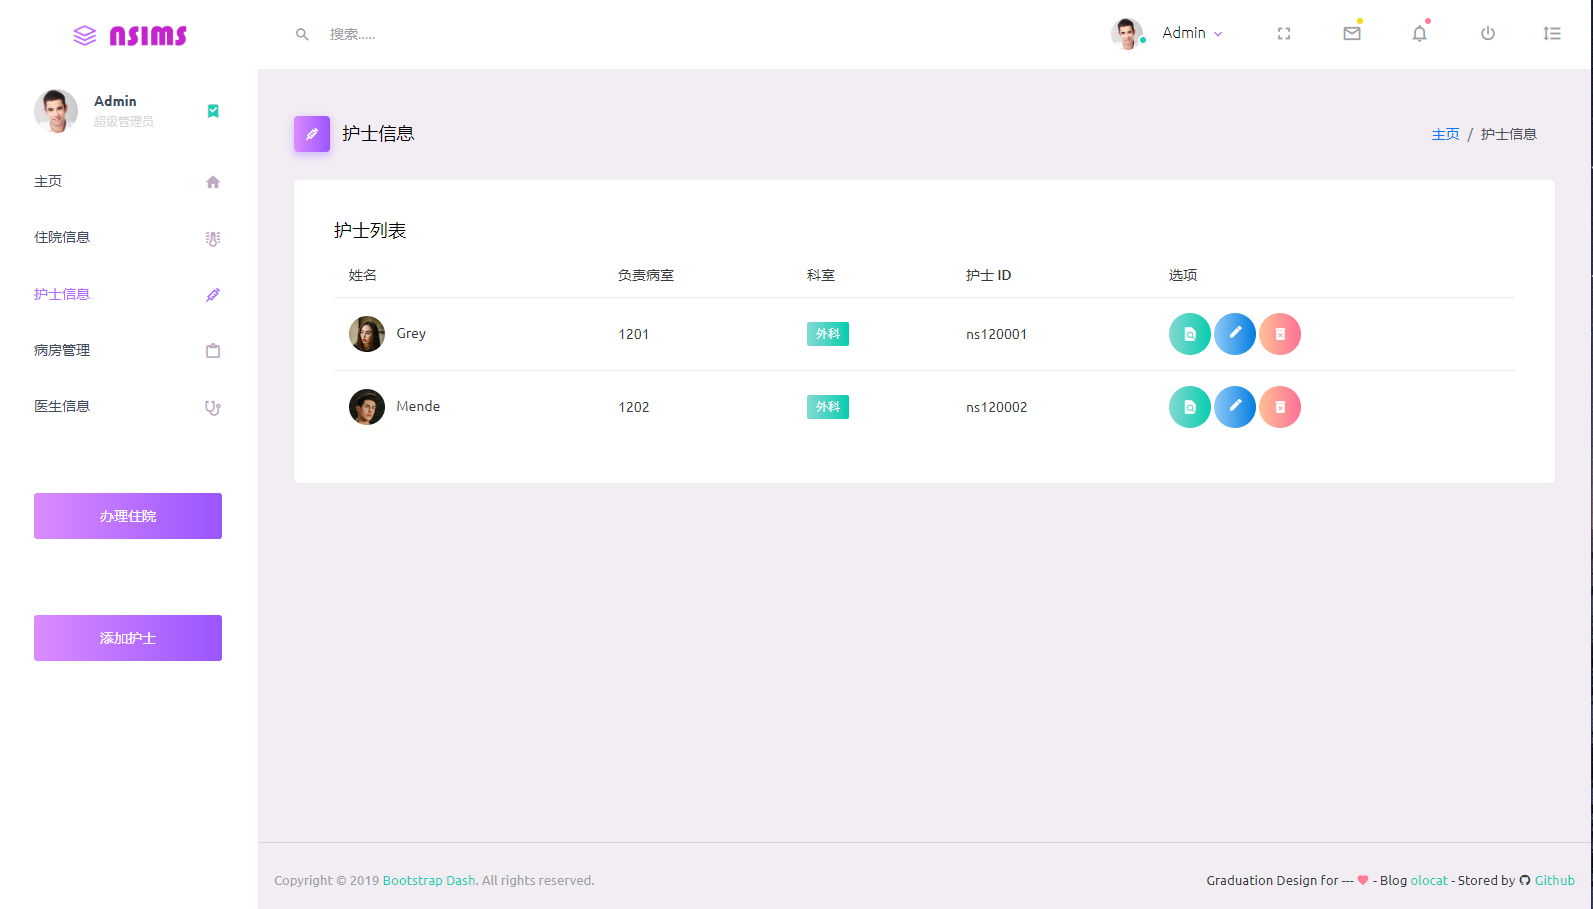 nsims
搜索.....
Admin
Admin
超级管理员
主页
住院信息
护士信息
病房管理
医生信息
办理住院
添加护士
护士信息
主页 / 护士信息
护士列表
姓名 负责病室 科室 护士 ID 选项
Grey 1201 外科 ns120001
Mende 1202 外科 ns120002
Copyright © 2019 Bootstrap Dash. All rights reserved.
Graduation Design for --- ♥ - Blog olocat - Stored by Github